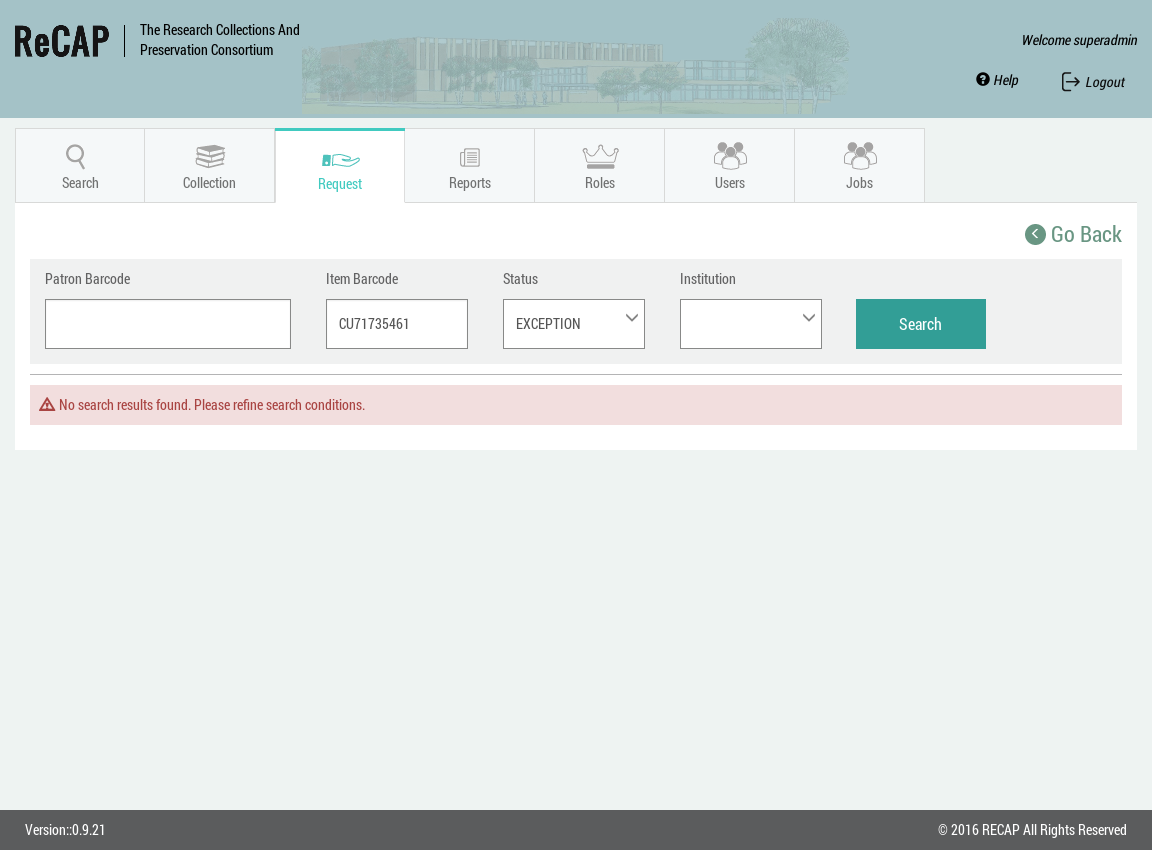 ReCAP
The Research Collections And
Preservation Consortium
Welcome superadmin
Help
Logout
Search
Collection
Request
Reports
Roles
Users
Jobs
Go Back
Patron Barcode
Item Barcode
Status
Institution
CU71735461
EXCEPTION
Search
No search results found. Please refine search conditions.
Version::0.9.21
© 2016 RECAP All Rights Reserved